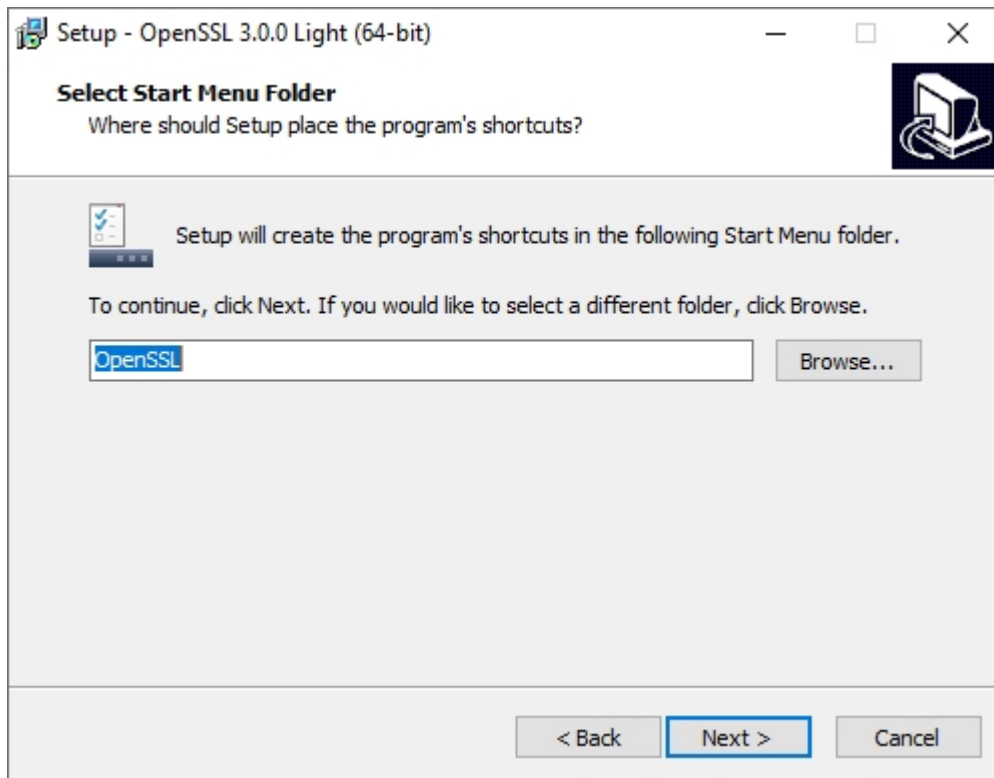 Setup - OpenSSL 3.0.0 Light (64-bit)
Select Start Menu Folder
Where should Setup place the program's shortcuts?
Setup will create the program's shortcuts in the following Start Menu folder.
To continue, click Next. If you would like to select a different folder, click Browse.
OpenSSL
Browse...
< Back
Next >
Cancel